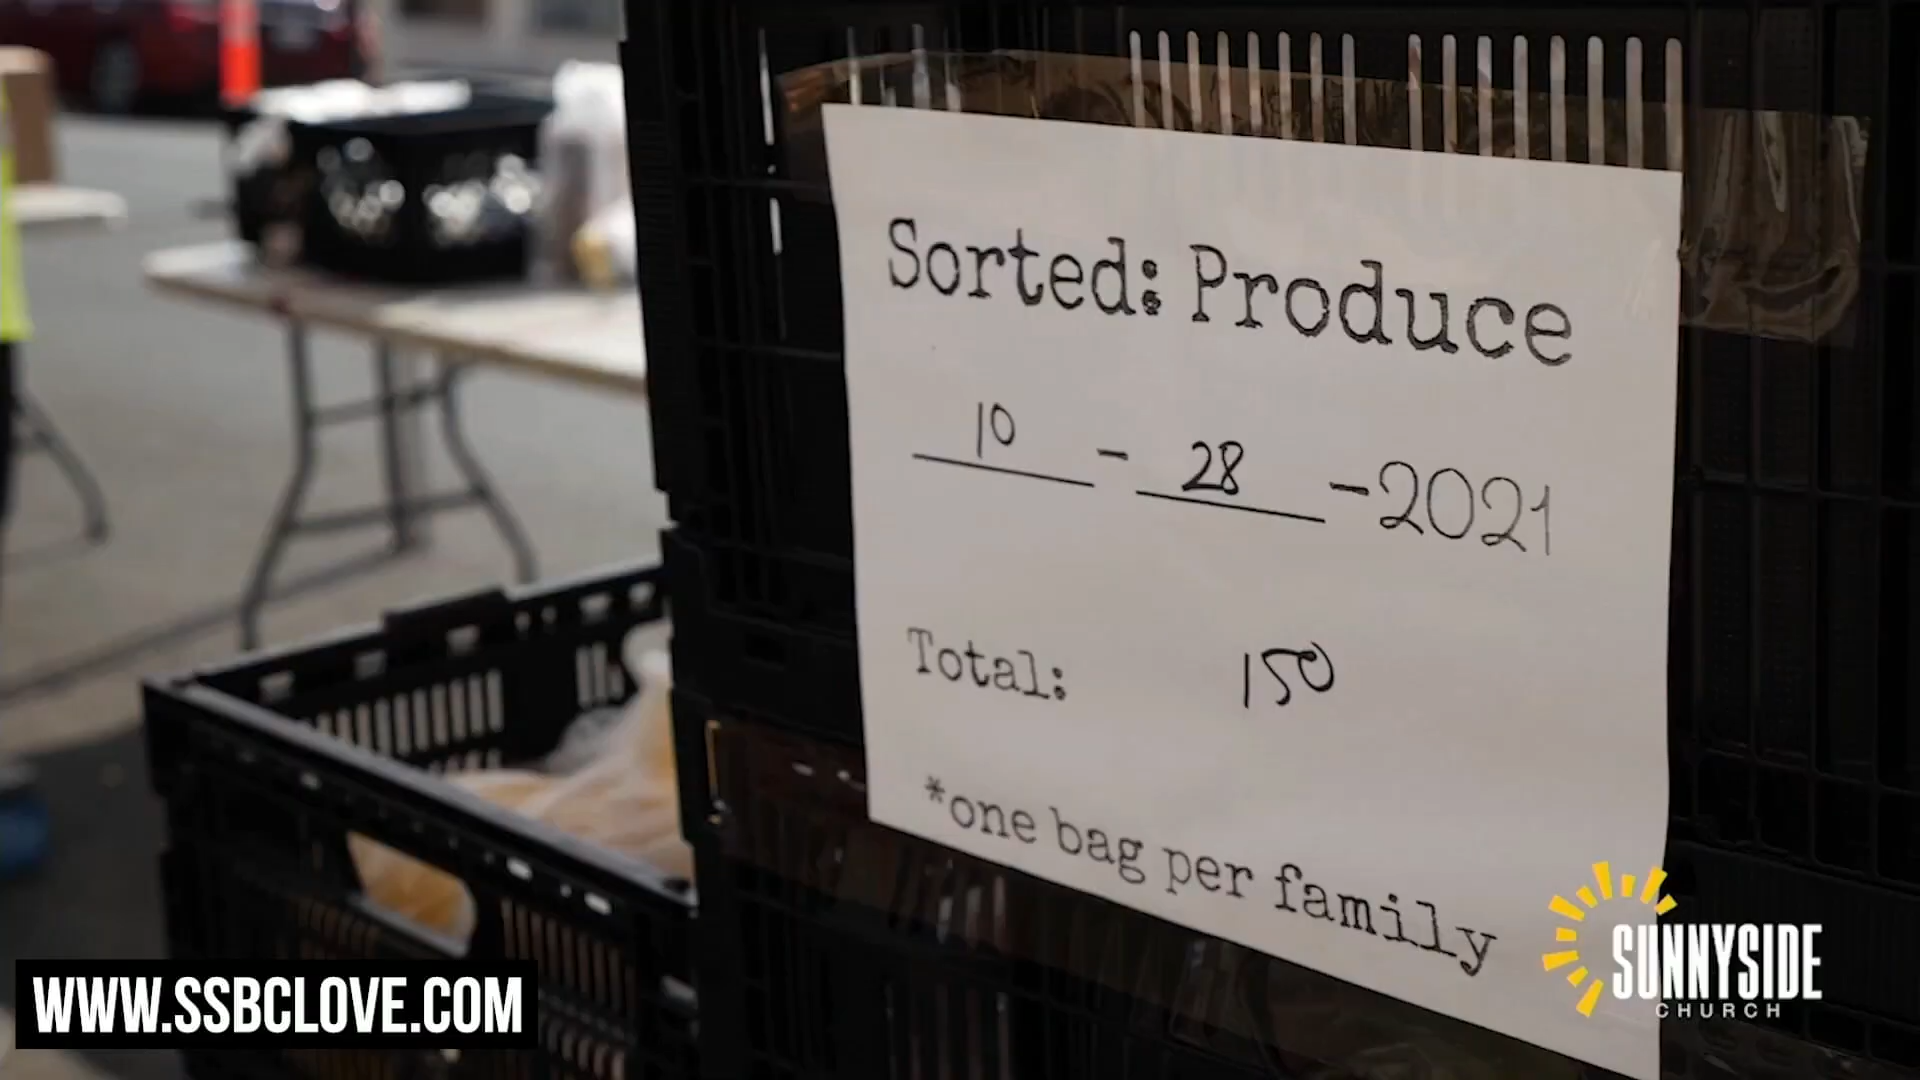 Sorted: Produce
10 - 28 -2021
Total: 150
*one bag per family
WWW.SSBCLOVE.COM
SUNNYSIDE
CHURCH